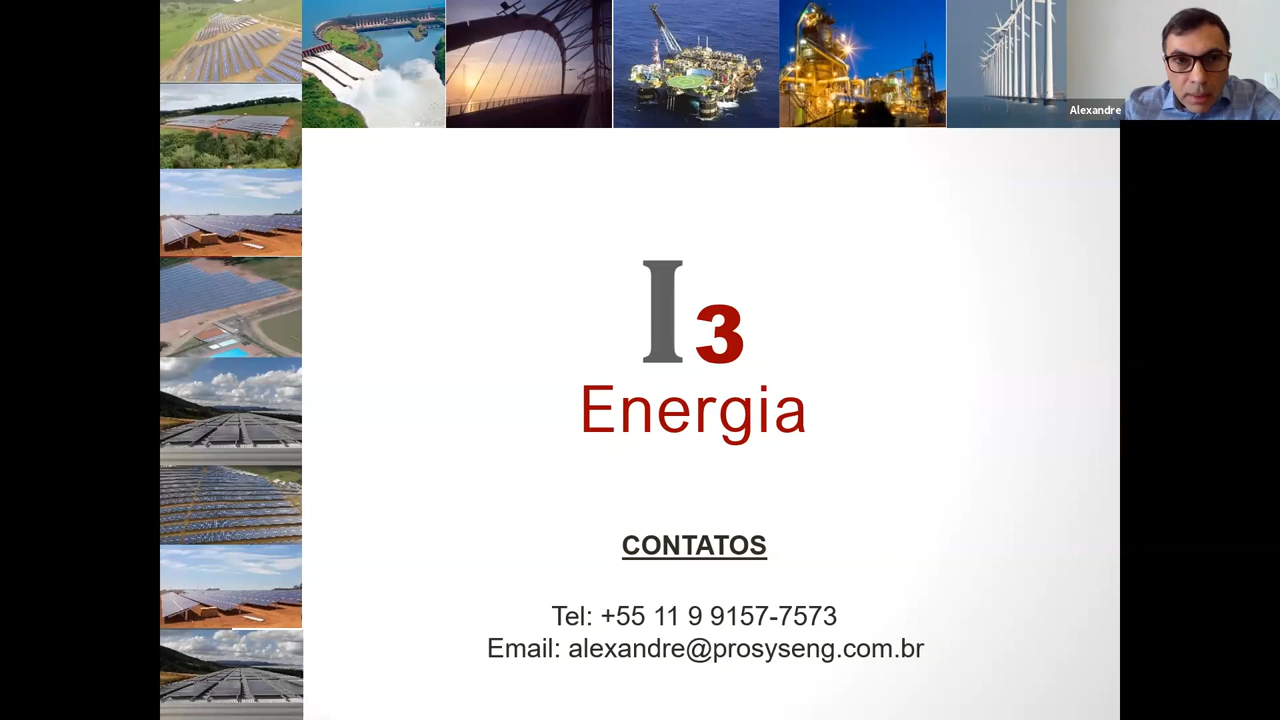 Alexandre
I3
Energia
CONTATOS
Tel: +55 11 9 9157-7573
Email: alexandre@prosyseng.com.br